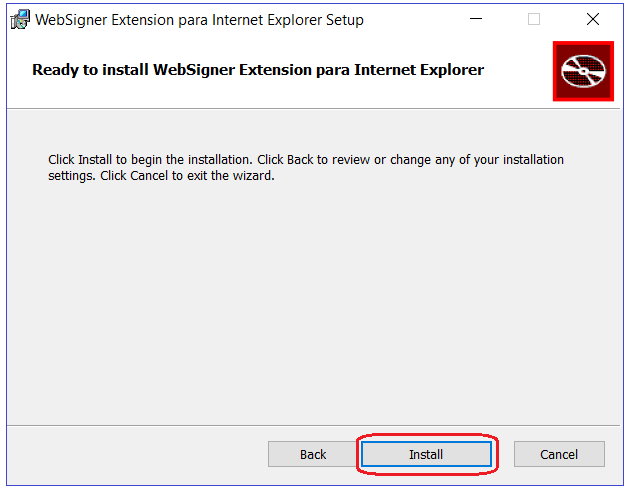 WebSigner Extension para Internet Explorer Setup
Ready to install WebSigner Extension para Internet Explorer
Click Install to begin the installation. Click Back to review or change any of your installation
settings. Click Cancel to exit the wizard.
Back Install Cancel